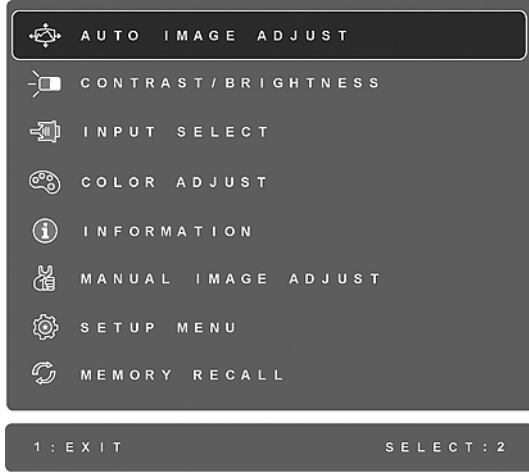 AUTO IMAGE ADJUST
CONTRAST/BRIGHTNESS
INPUT SELECT
COLOR ADJUST
INFORMATION
MANUAL IMAGE ADJUST
SETUP MENU
MEMORY RECALL
1:EXIT SELECT:2